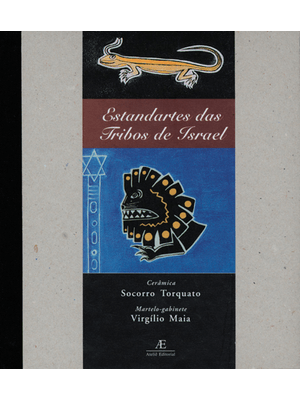 Estandartes das
Tribos de Israel
Cerâmica
Socorro Torquato
Martelo-gabinete
Virgílio Maia
Æ
Ateliê Editorial